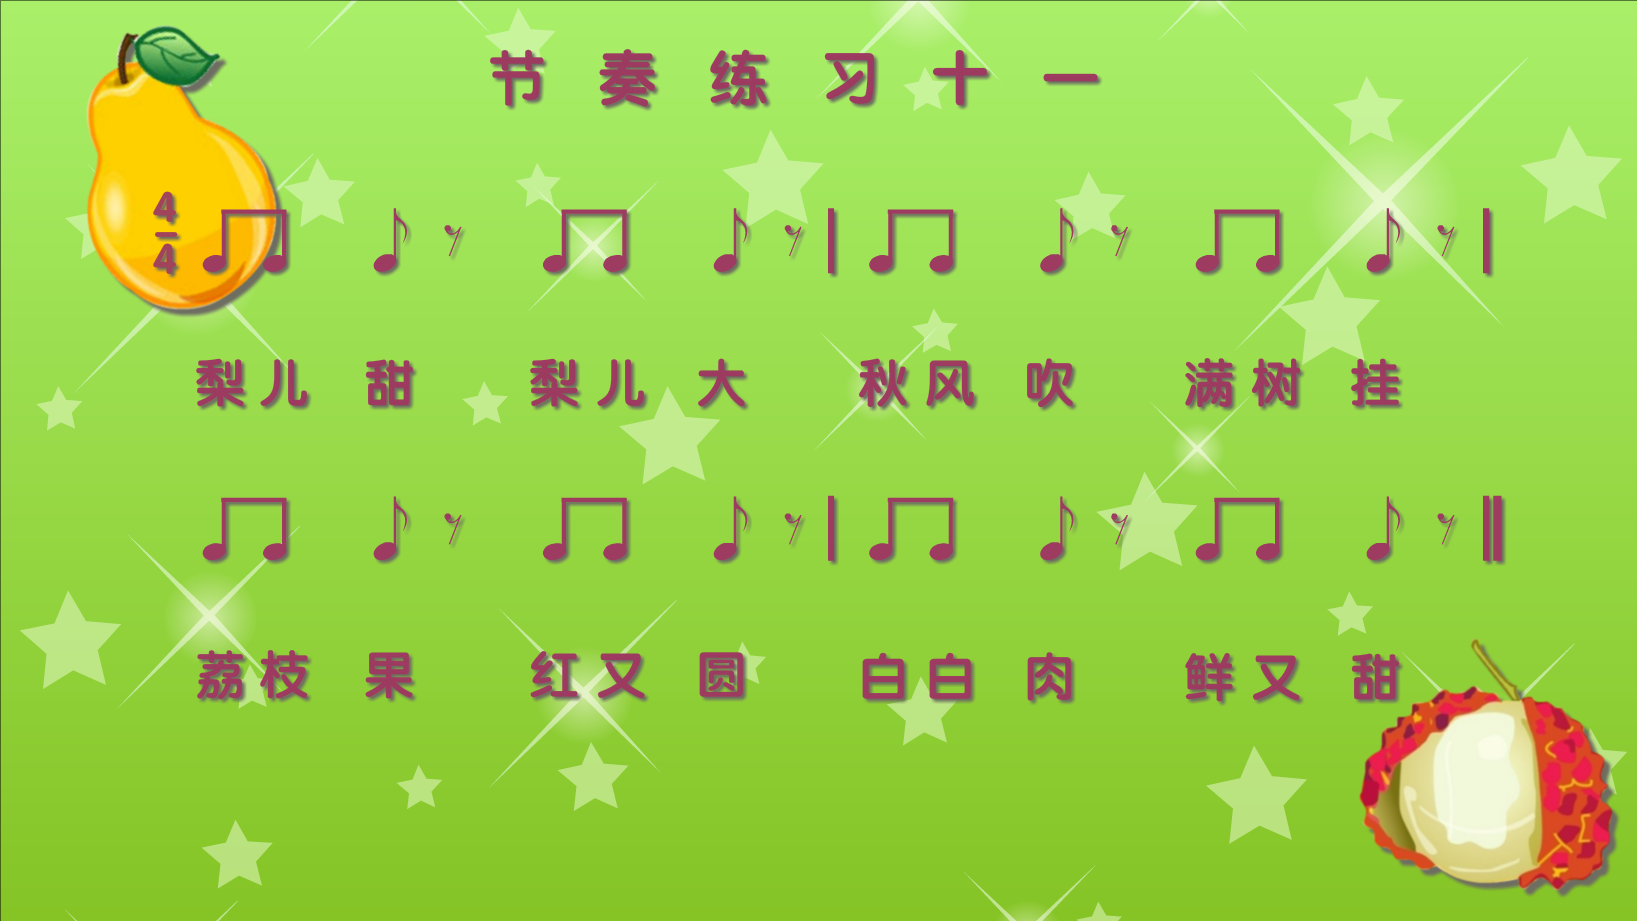 节奏练习十一
4
4
梨儿 甜 梨儿 大 秋风 吹 满树 挂
荔枝 果 红又 圆 白白 肉 鲜又 甜